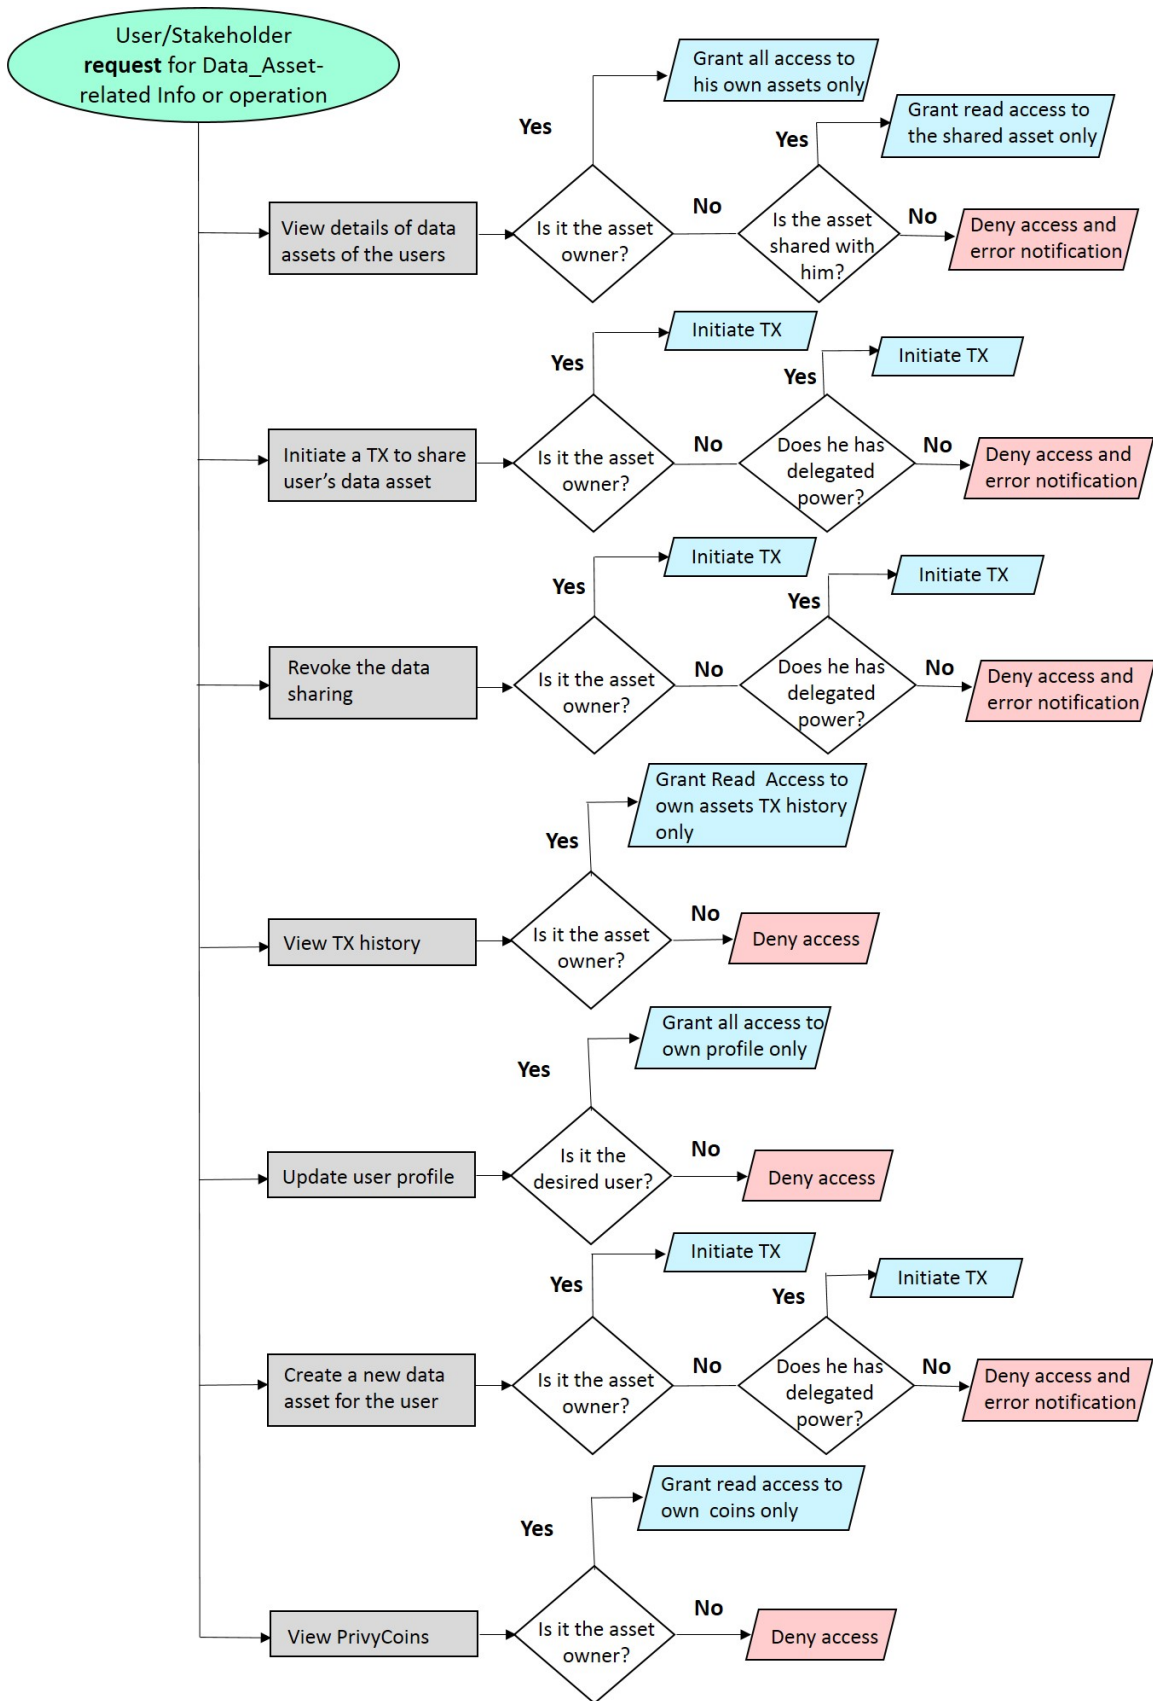 User/Stakeholder
request for Data_Asset-
related Info or operation
Grant all access to
his own assets only
Grant read access to
the shared asset only
Yes
Yes
View details of data
assets of the users
Is it the asset
owner?
No
Is the asset
shared with
him?
No
Deny access and
error notification
Initiate TX
Initiate TX
Yes
Yes
Initiate a TX to share
user’s data asset
Is it the asset
owner?
No
Does he has
delegated
power?
No
Deny access and
error notification
Initiate TX
Initiate TX
Yes
Yes
Revoke the data
sharing
Is it the asset
owner?
No
Does he has
delegated
power?
No
Deny access and
error notification
Grant Read Access to
own assets TX history
only
Yes
View TX history
Is it the asset
owner?
No
Deny access
Grant all access to
own profile only
Yes
Update user profile
Is it the
desired user?
No
Deny access
Initiate TX
Initiate TX
Yes
Yes
Create a new data
asset for the user
Is it the asset
owner?
No
Does he has
delegated
power?
No
Deny access and
error notification
Grant read access to
own coins only
Yes
View PrivyCoins
Is it the asset
owner?
No
Deny access